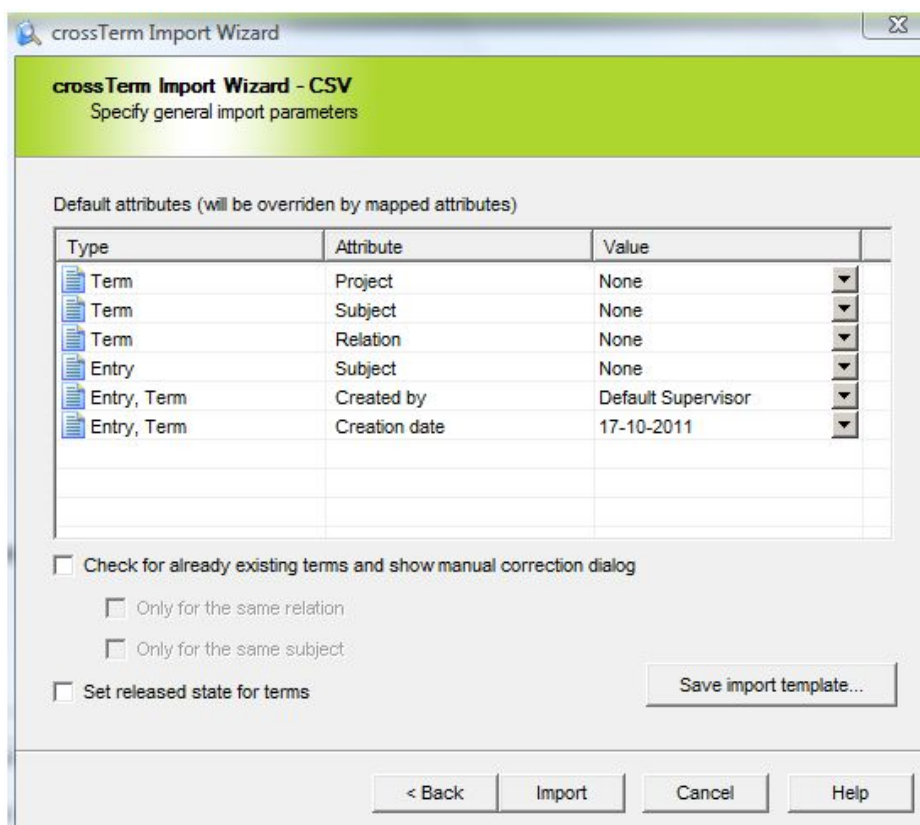 crossTerm Import Wizard
crossTerm Import Wizard - CSV
Specify general import parameters
Default attributes (will be overriden by mapped attributes)
Type Attribute Value
Term Project None
Term Subject None
Term Relation None
Entry Subject None
Entry, Term Created by Default Supervisor
Entry, Term Creation date 17-10-2011
Check for already existing terms and show manual correction dialog
Only for the same relation
Only for the same subject
Set released state for terms
Save import template...
< Back Import Cancel Help